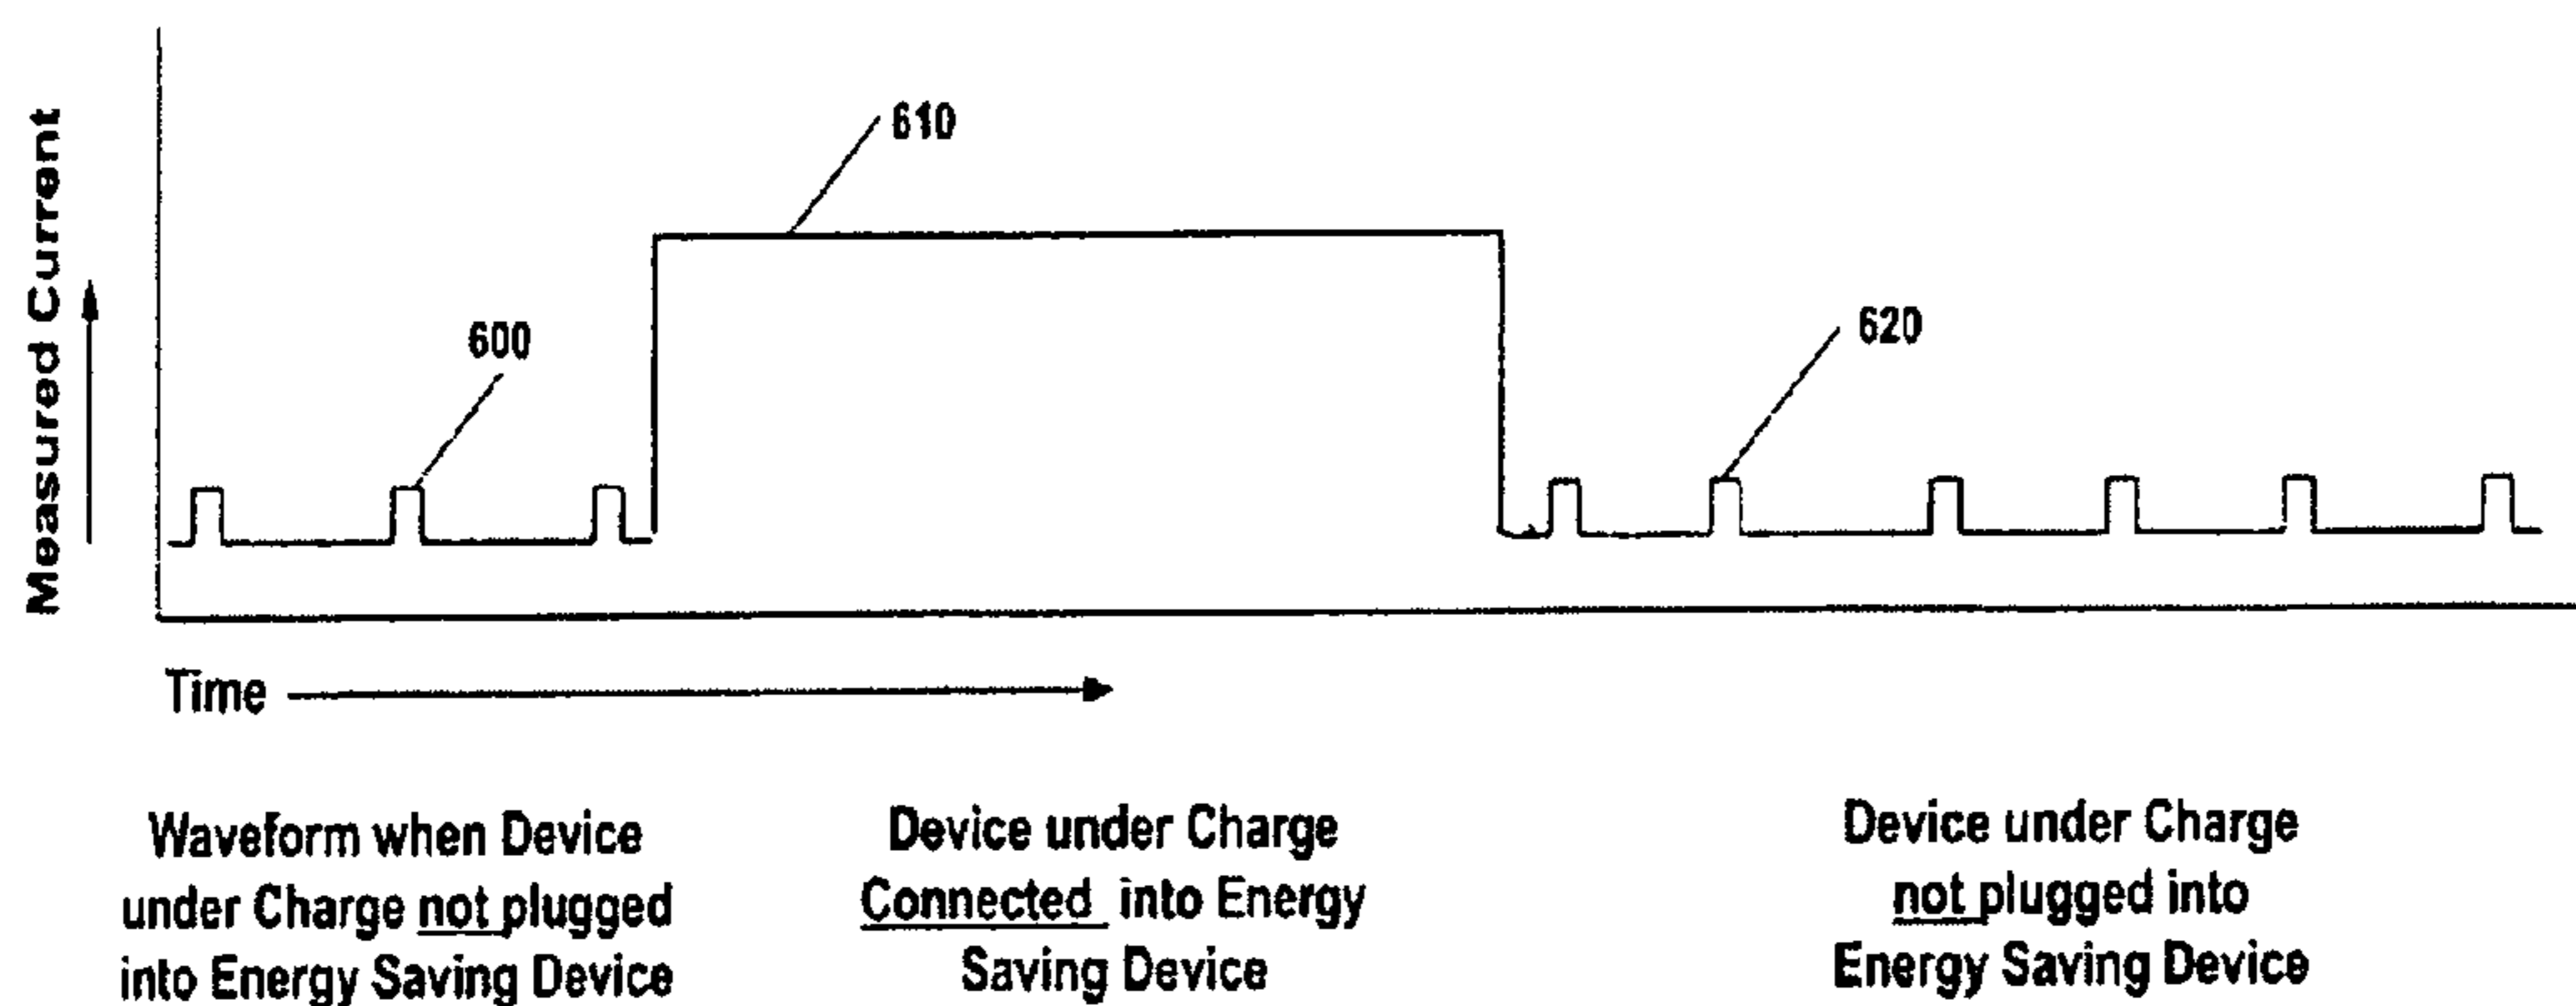 610
Measured Current
600
620
Time
Waveform when Device
under Charge not plugged
into Energy Saving Device
Device under Charge
Connected into Energy
Saving Device
Device under Charge
not plugged into
Energy Saving Device